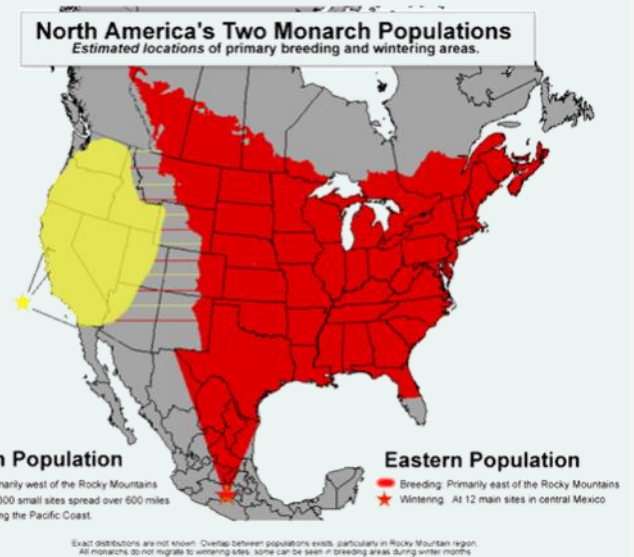 North America's Two Monarch Populations
Estimated locations of primary breeding and wintering areas.
Population
west of the Rocky Mountains
300 small sites spread over 600 miles
the Pacific Coast.
Eastern Population
Breeding: Primarily east of the Rocky Mountains
Wintering: At 12 main sites in central Mexico
Exact distributions are not known. Overlap between populations exists, particularly in Rocky Mountain region.
All monarchs do not migrate to wintering sites; some can be seen in breeding areas during winter months